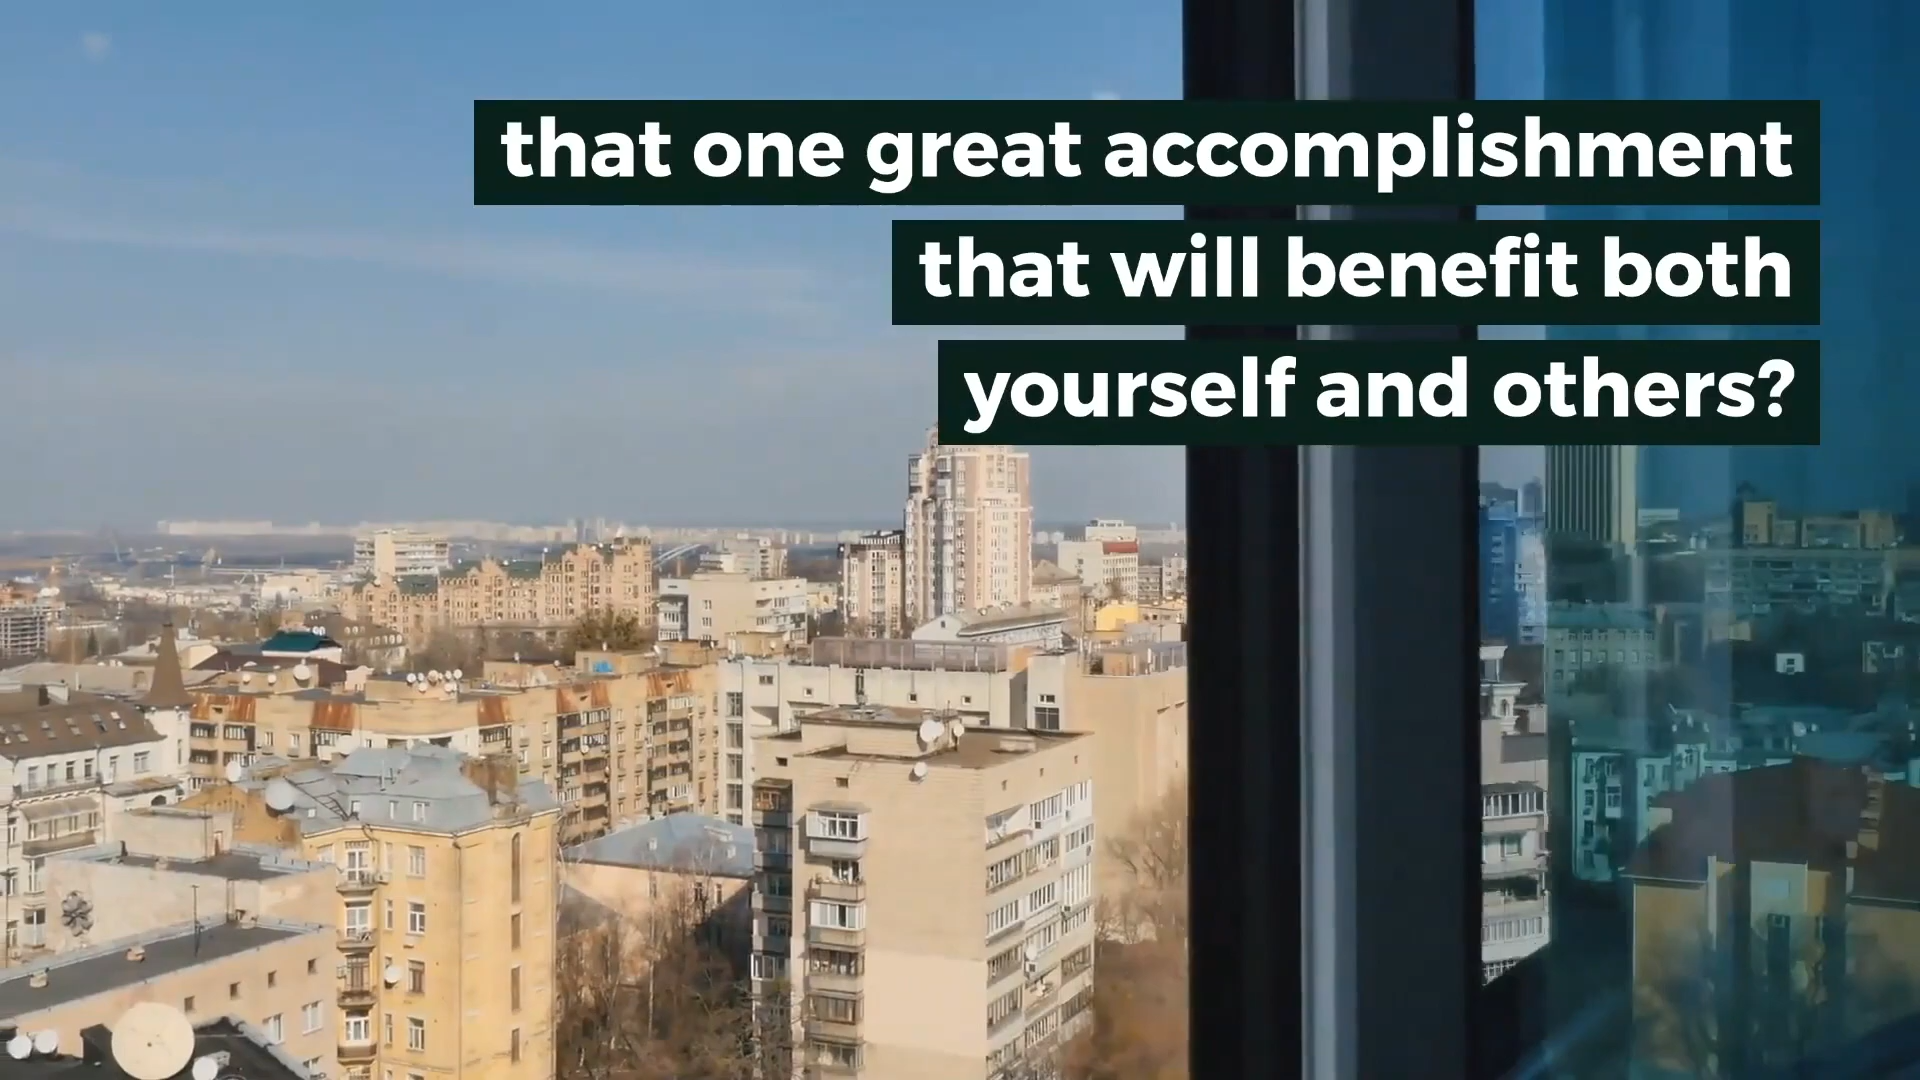 that one great accomplishment
that will benefit both
yourself and others?